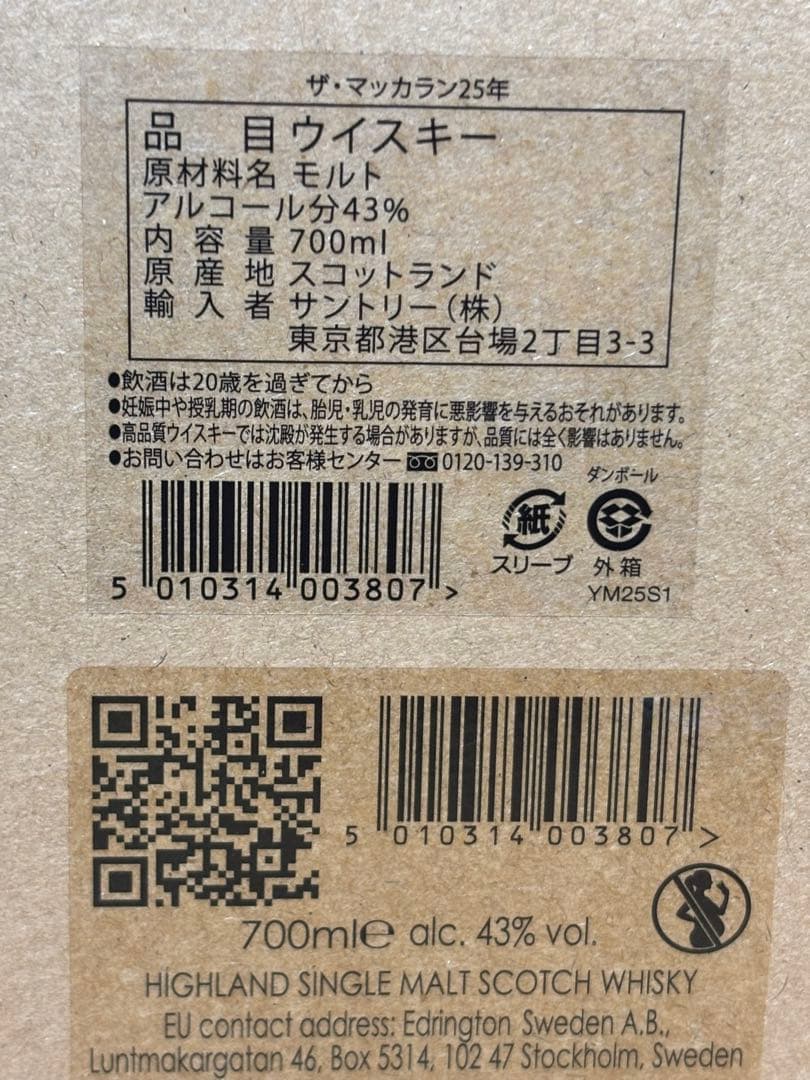 ザ・マッカラン25年
品目 ウイスキー
原材料名 モルト
アルコール分43%
内容量 700ml
原産地 スコットランド
輸入者 サントリー(株)
東京都港区台場2丁目3-3
●飲酒は20歳を過ぎてから
●妊娠中や授乳期の飲酒は、胎児・乳児の発育に悪影響を与えるおそれがあります。
●高品質ウイスキーでは沈殿が発生する場合がありますが、品質には全く影響はありません。
●お問い合わせはお客様センター 0120-139-310
ダンボール
紙
スリーブ 外箱
5 010314 003807 >
YM25S1
5 010314 003807 >
700ml℮ alc. 43% vol.
HIGHLAND SINGLE MALT SCOTCH WHISKY
EU contact address: Edrington Sweden A.B.,
Luntmakargatan 46, Box 5314, 102 47 Stockholm, Sweden